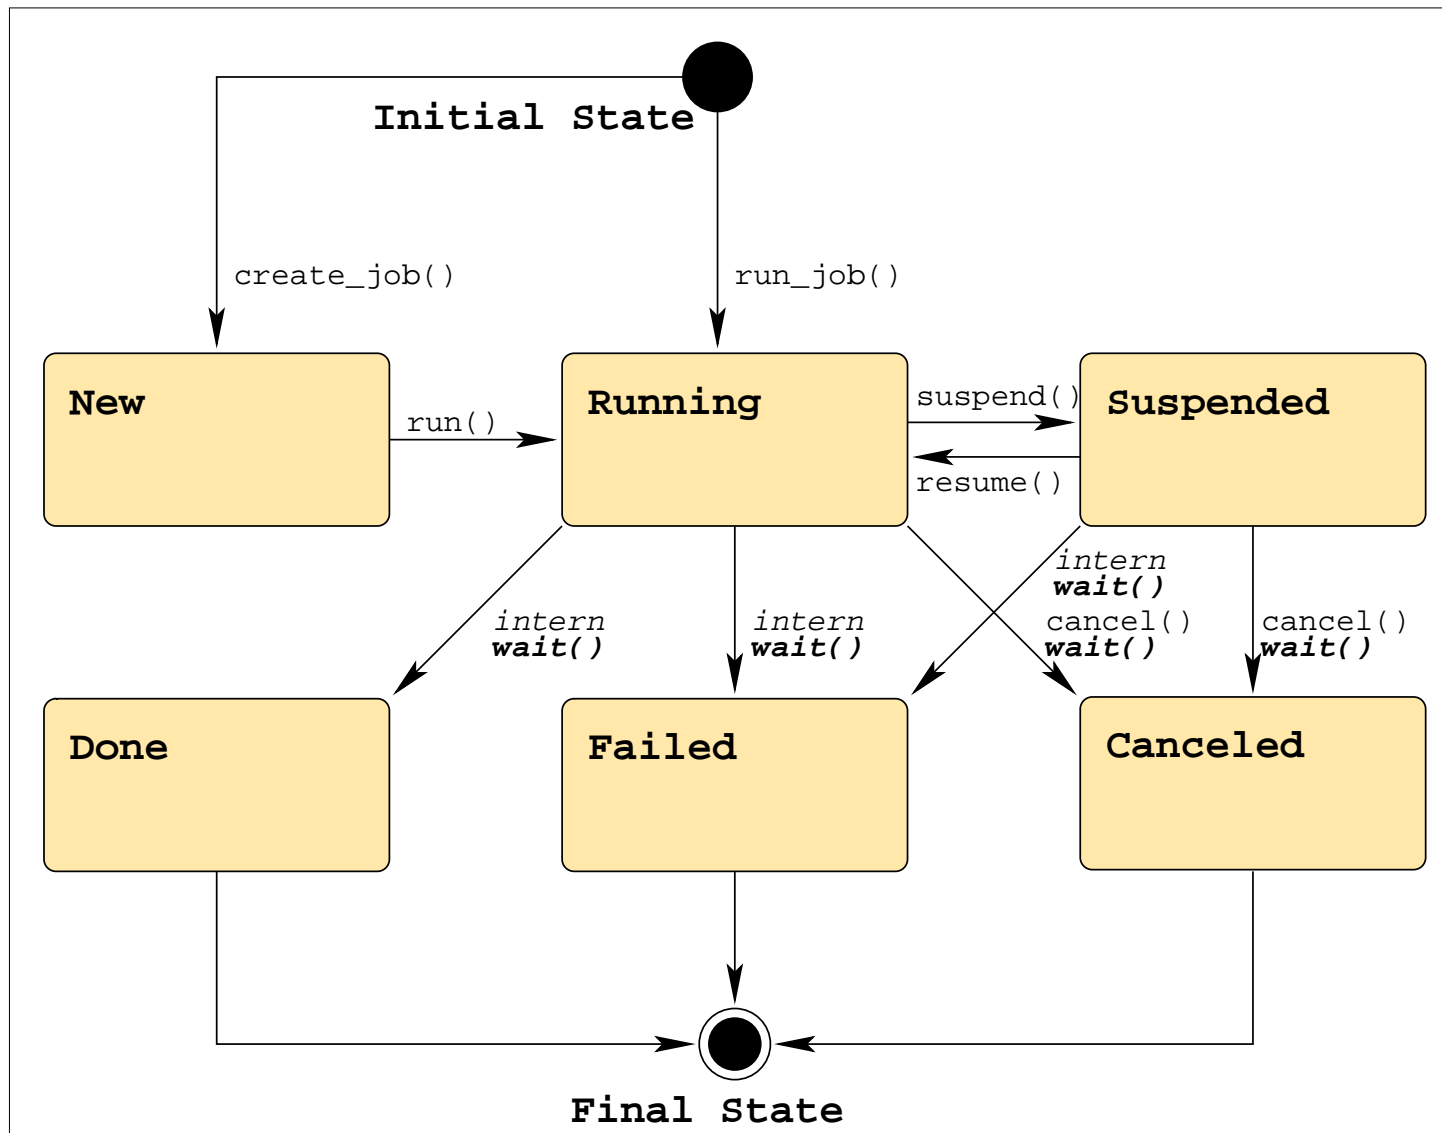 Initial State
create_job()
run_job()
New
run()
Running
suspend()
resume()
Suspended
intern
wait()
intern
wait()
intern
wait()
cancel()
wait()
cancel()
wait()
Done
Failed
Canceled
Final State